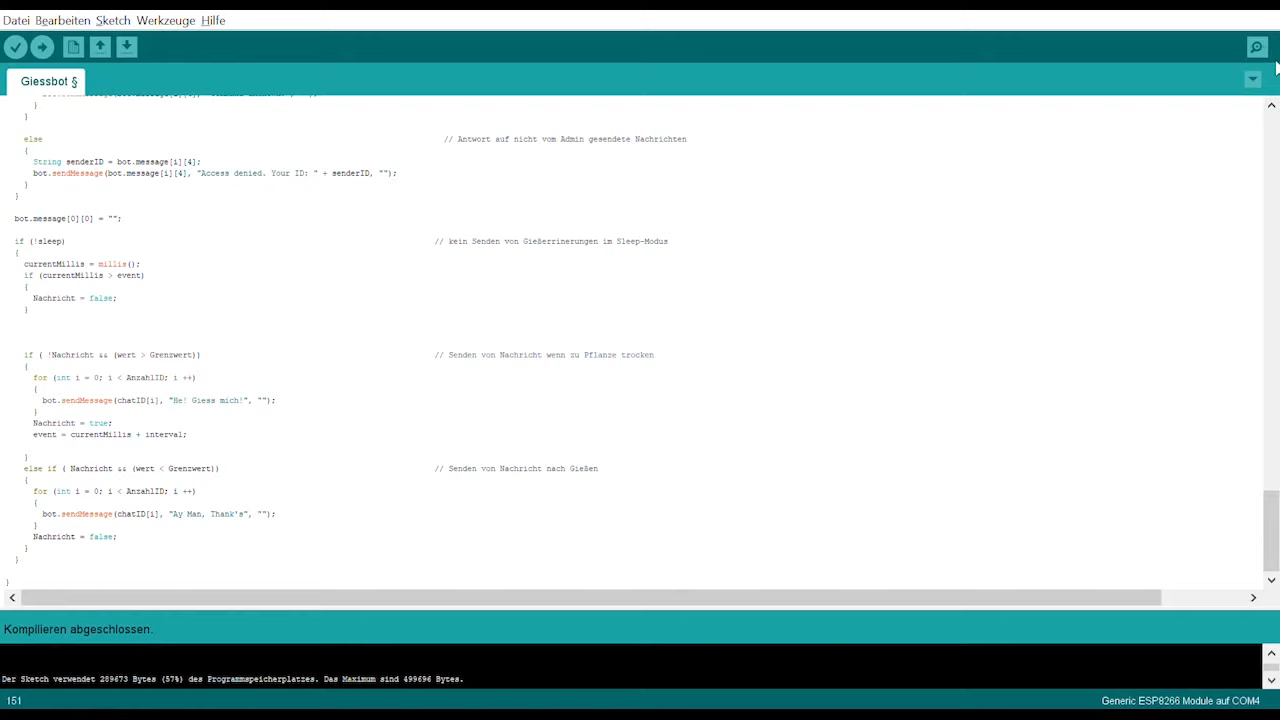 Datei Bearbeiten Sketch Werkzeuge Hilfe
Giessbot §
}
}
else // Antwort auf nicht vom Admin gesendete Nachrichten
{
String senderID = bot.message[i][4];
bot.sendMessage(bot.message[i][4], "Access denied. Your ID: " + senderID, "");
}
}
bot.message[0][0] = "";
if (!sleep) // kein Senden von Gießerrinerungen im Sleep-Modus
{
currentMillis = millis();
if (currentMillis > event)
{
Nachricht = false;
}
if ( !Nachricht && (wert > Grenzwert)) // Senden von Nachricht wenn zu Pflanze trocken
{
for (int i = 0; i < AnzahlID; i ++)
{
bot.sendMessage(chatID[i], "He! Giess mich!", "");
}
Nachricht = true;
event = currentMillis + interval;
}
else if ( Nachricht && (wert < Grenzwert)) // Senden von Nachricht nach Gießen
{
for (int i = 0; i < AnzahlID; i ++)
{
bot.sendMessage(chatID[i], "Ay Man, Thank's", "");
}
Nachricht = false;
}
}
}
Kompilieren abgeschlossen.
Der Sketch verwendet 289673 Bytes (57%) des Programmspeicherplatzes. Das Maximum sind 499696 Bytes.
151 Generic ESP8266 Module auf COM4